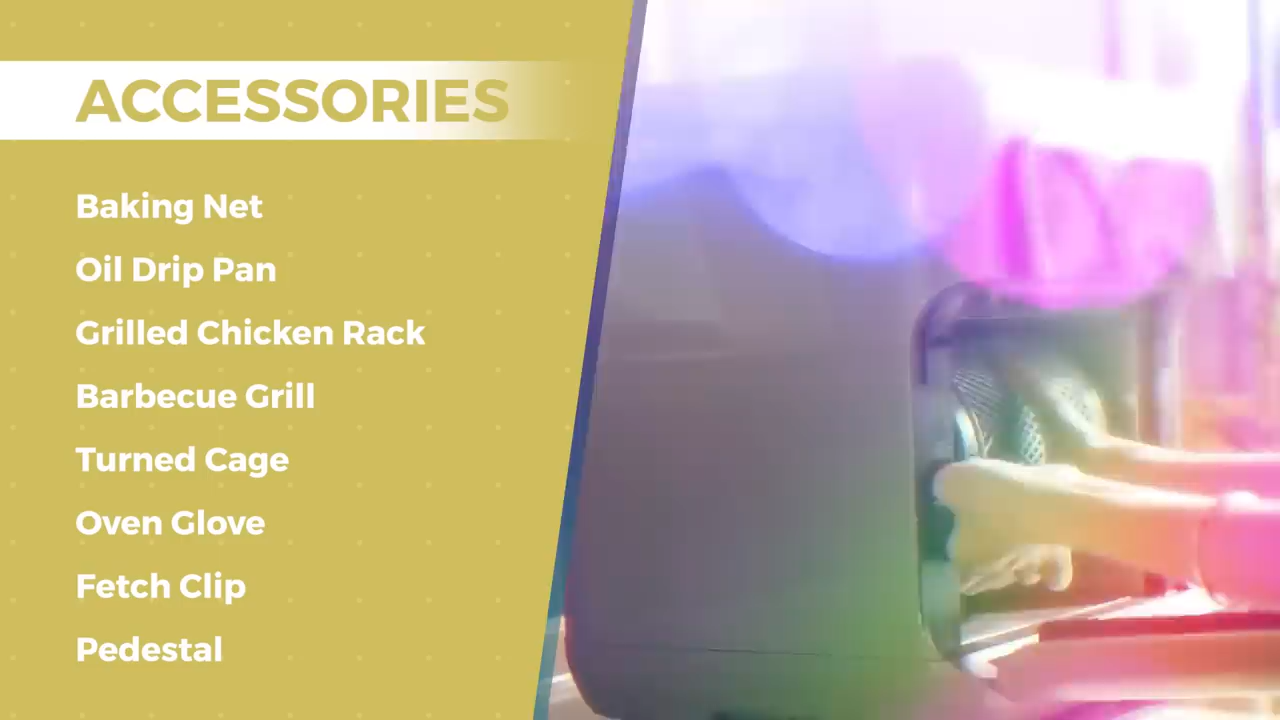 ACCESSORIES
Baking Net
Oil Drip Pan
Grilled Chicken Rack
Barbecue Grill
Turned Cage
Oven Glove
Fetch Clip
Pedestal